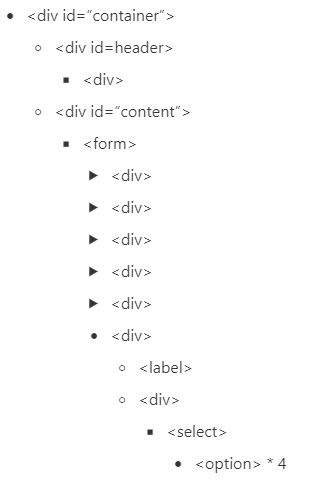 <div id="container">
<div id=header>
<div>
<div id="content">
<form>
<div>
<div>
<div>
<div>
<div>
<div>
<label>
<div>
<select>
<option> * 4